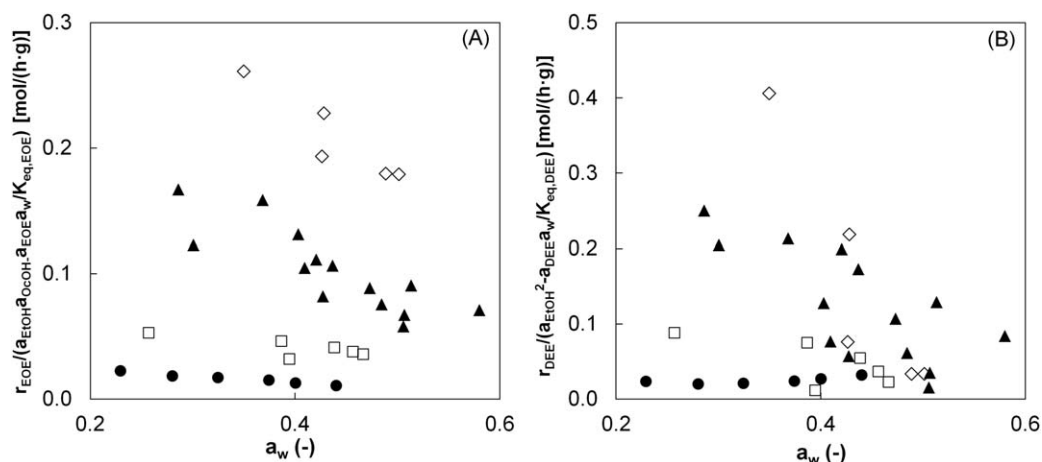 0.3
(A)
0.2
0.1
0.0
0.2
0.4
0.6
r_EOE/(a_EtOH a_OcOH-a_EOE a_w/K_eq,EOE) [mol/(h·g)]
a_w (-)
0.5
(B)
0.4
0.3
0.2
0.1
0.0
0.2
0.4
0.6
r_DEE/(a_EtOH^2-a_DEE a_w/K_eq,DEE) [mol/(h·g)]
a_w (-)